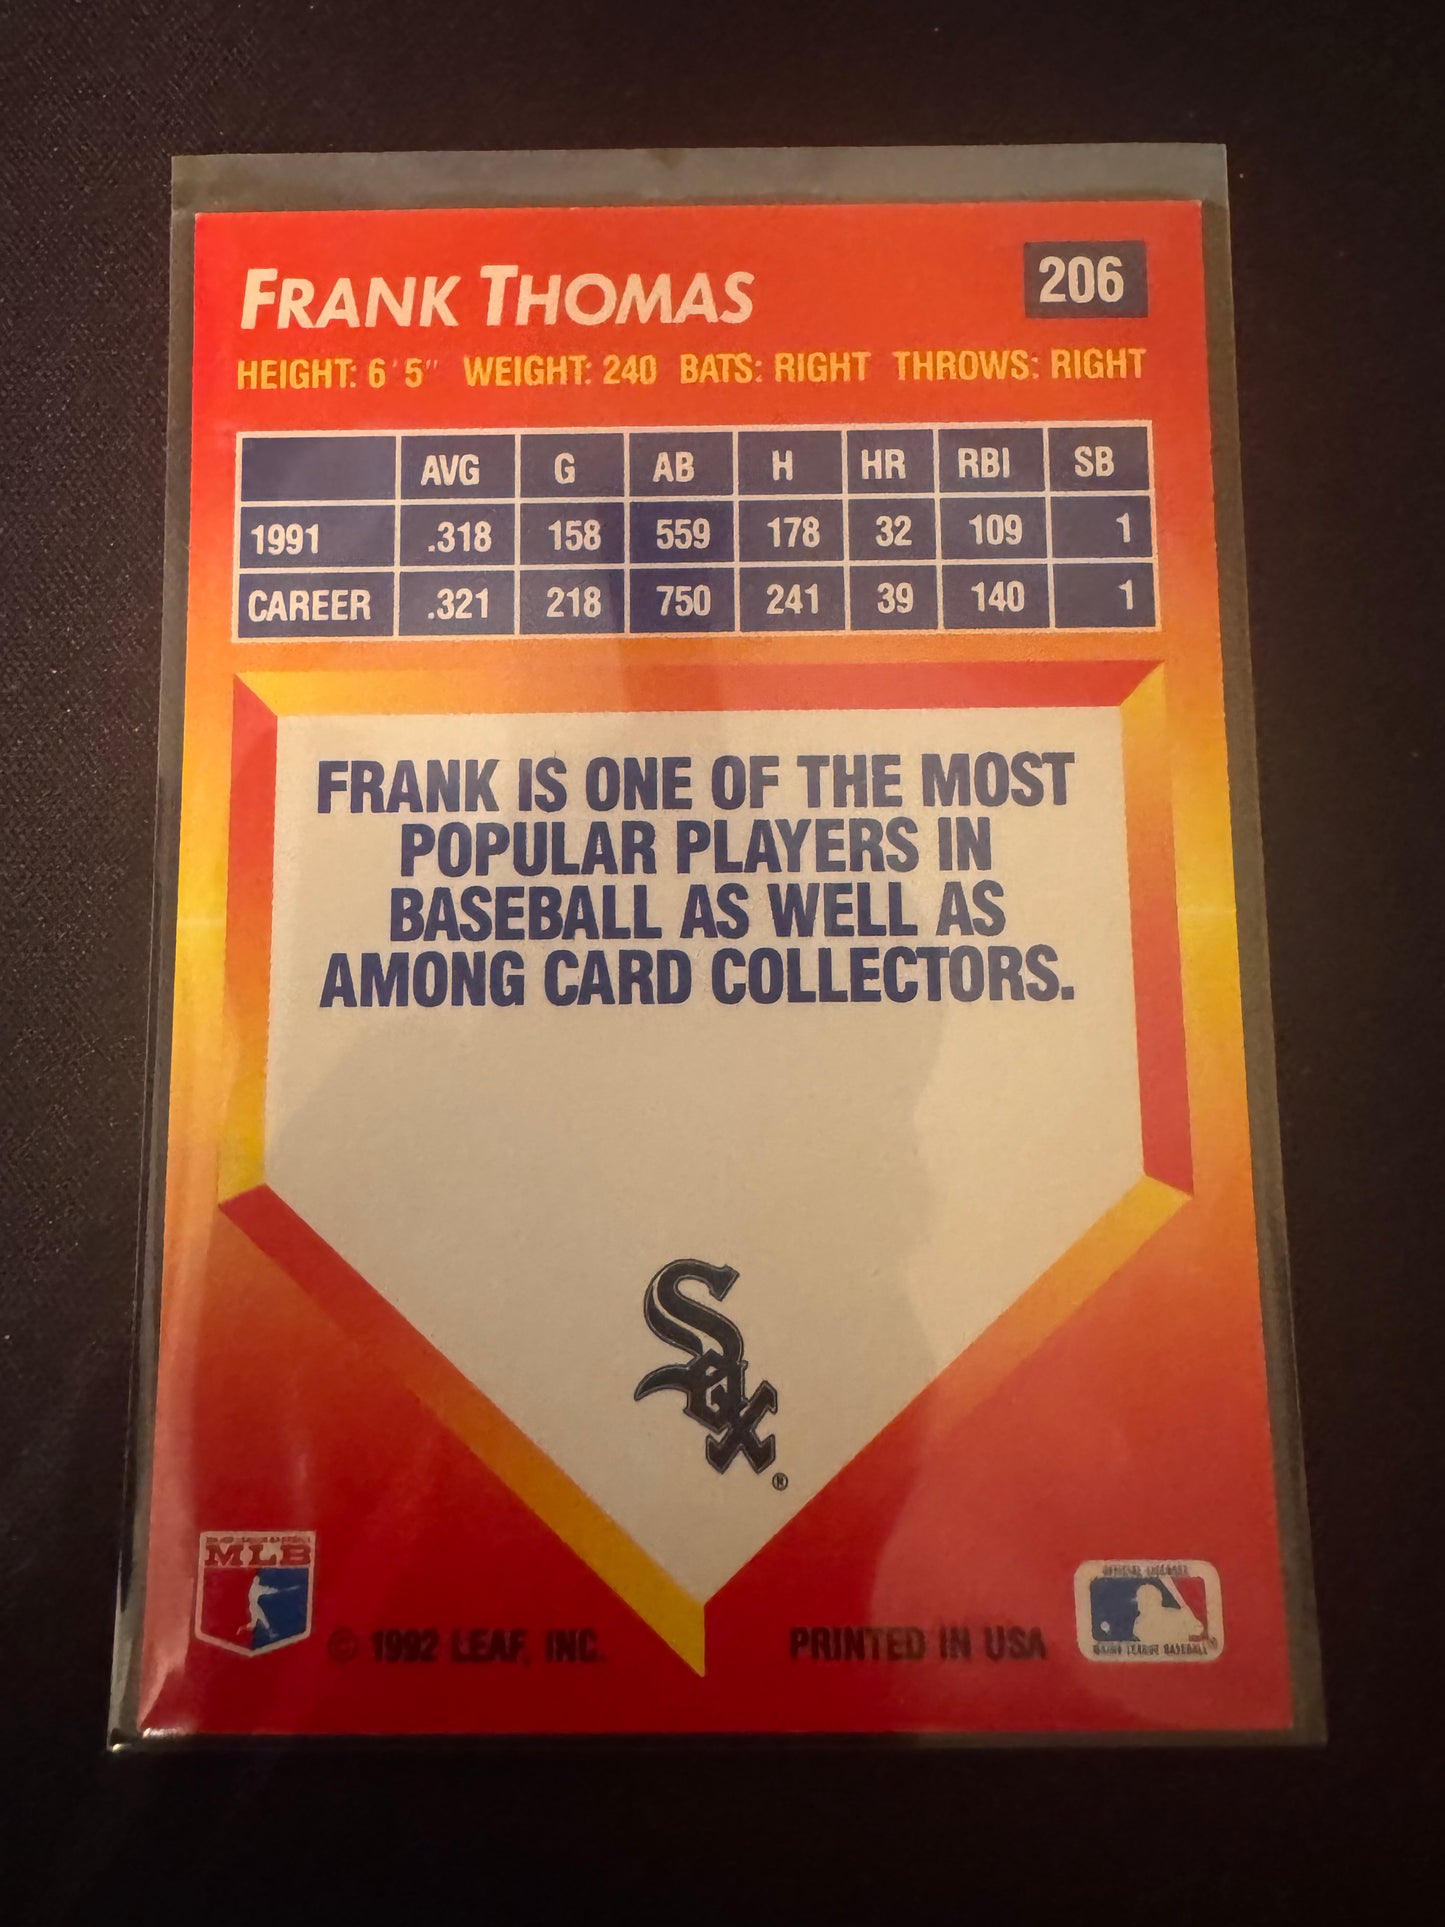 FRANK THOMAS
206
HEIGHT: 6'5" WEIGHT: 240 BATS: RIGHT THROWS: RIGHT
AVG G AB H HR RBI SB
1991 .318 158 559 178 32 109 1
CAREER .321 218 750 241 39 140 1
FRANK IS ONE OF THE MOST
POPULAR PLAYERS IN
BASEBALL AS WELL AS
AMONG CARD COLLECTORS.
Sox
®
MLB
© 1992 LEAF, INC.
PRINTED IN USA
MAJOR LEAGUE BASEBALL